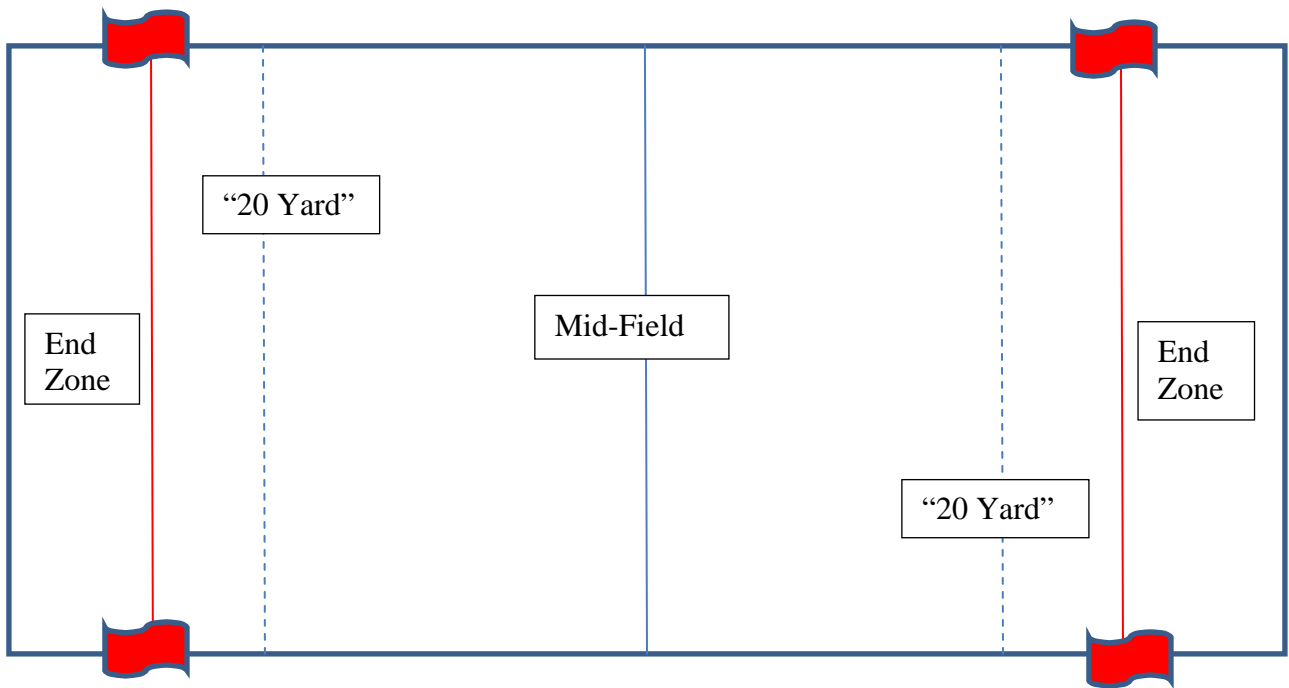 “20 Yard”
Mid-Field
End
Zone
End
Zone
“20 Yard”